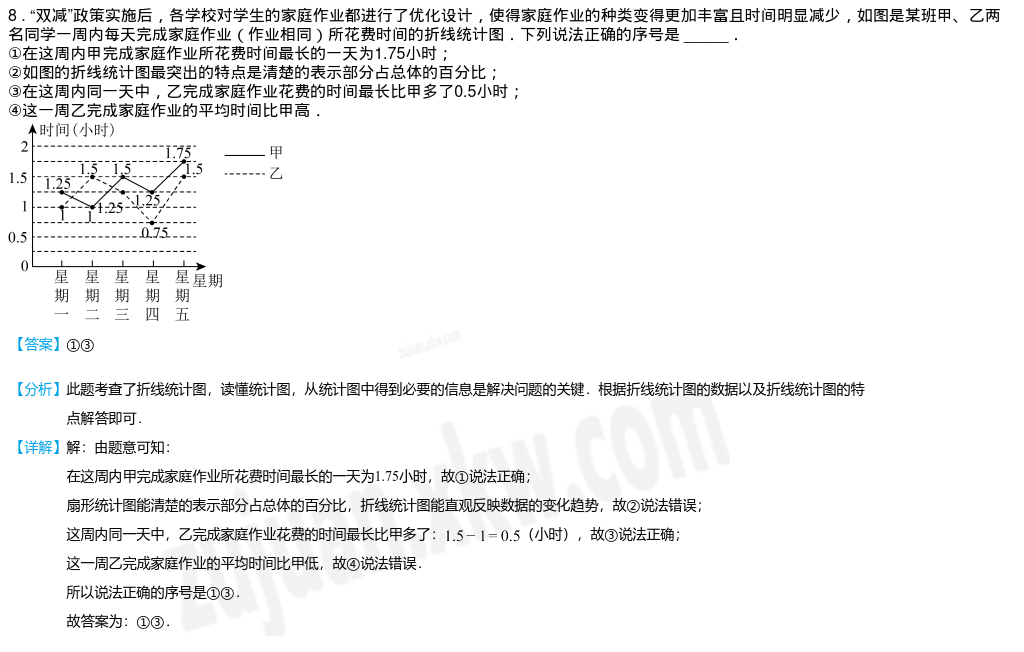 8．“双减”政策实施后，各学校对学生的家庭作业都进行了优化设计，使得家庭作业的种类变得更加丰富且时间明显减少，如图是某班甲、乙两
名同学一周内每天完成家庭作业（作业相同）所花费时间的折线统计图．下列说法正确的序号是 ______．
①在这周内甲完成家庭作业所花费时间最长的一天为1.75小时；
②如图的折线统计图最突出的特点是清楚的表示部分占总体的百分比；
③在这周内同一天中，乙完成家庭作业花费的时间最长比甲多了0.5小时；
④这一周乙完成家庭作业的平均时间比甲高．
时间(小时)
2
1.5
1
0.5
0
1.25
1
1.5
1
1.5
1.25
1.25
0.75
1.75
1.5
甲
乙
星期一
星期二
星期三
星期四
星期五
星期
【答案】①③
【分析】此题考查了折线统计图，读懂统计图，从统计图中得到必要的信息是解决问题的关键．根据折线统计图的数据以及折线统计图的特
点解答即可．
【详解】解：由题意可知：
在这周内甲完成家庭作业所花费时间最长的一天为1.75小时，故①说法正确；
扇形统计图能清楚的表示部分占总体的百分比，折线统计图能直观反映数据的变化趋势，故②说法错误；
这周内同一天中，乙完成家庭作业花费的时间最长比甲多了：1.5－1＝0.5（小时），故③说法正确；
这一周乙完成家庭作业的平均时间比甲低，故④说法错误．
所以说法正确的序号是①③．
故答案为：①③．
zujuan.xkw.com
zujuan.xkw.com